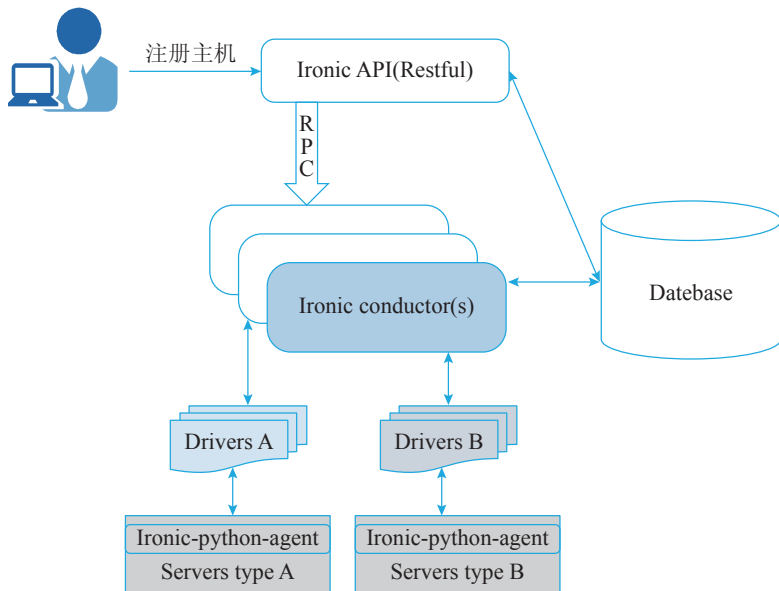 注册主机
Ironic API(Restful)
R
P
C
Ironic conductor(s)
Datebase
Drivers A
Drivers B
Ironic-python-agent
Servers type A
Ironic-python-agent
Servers type B